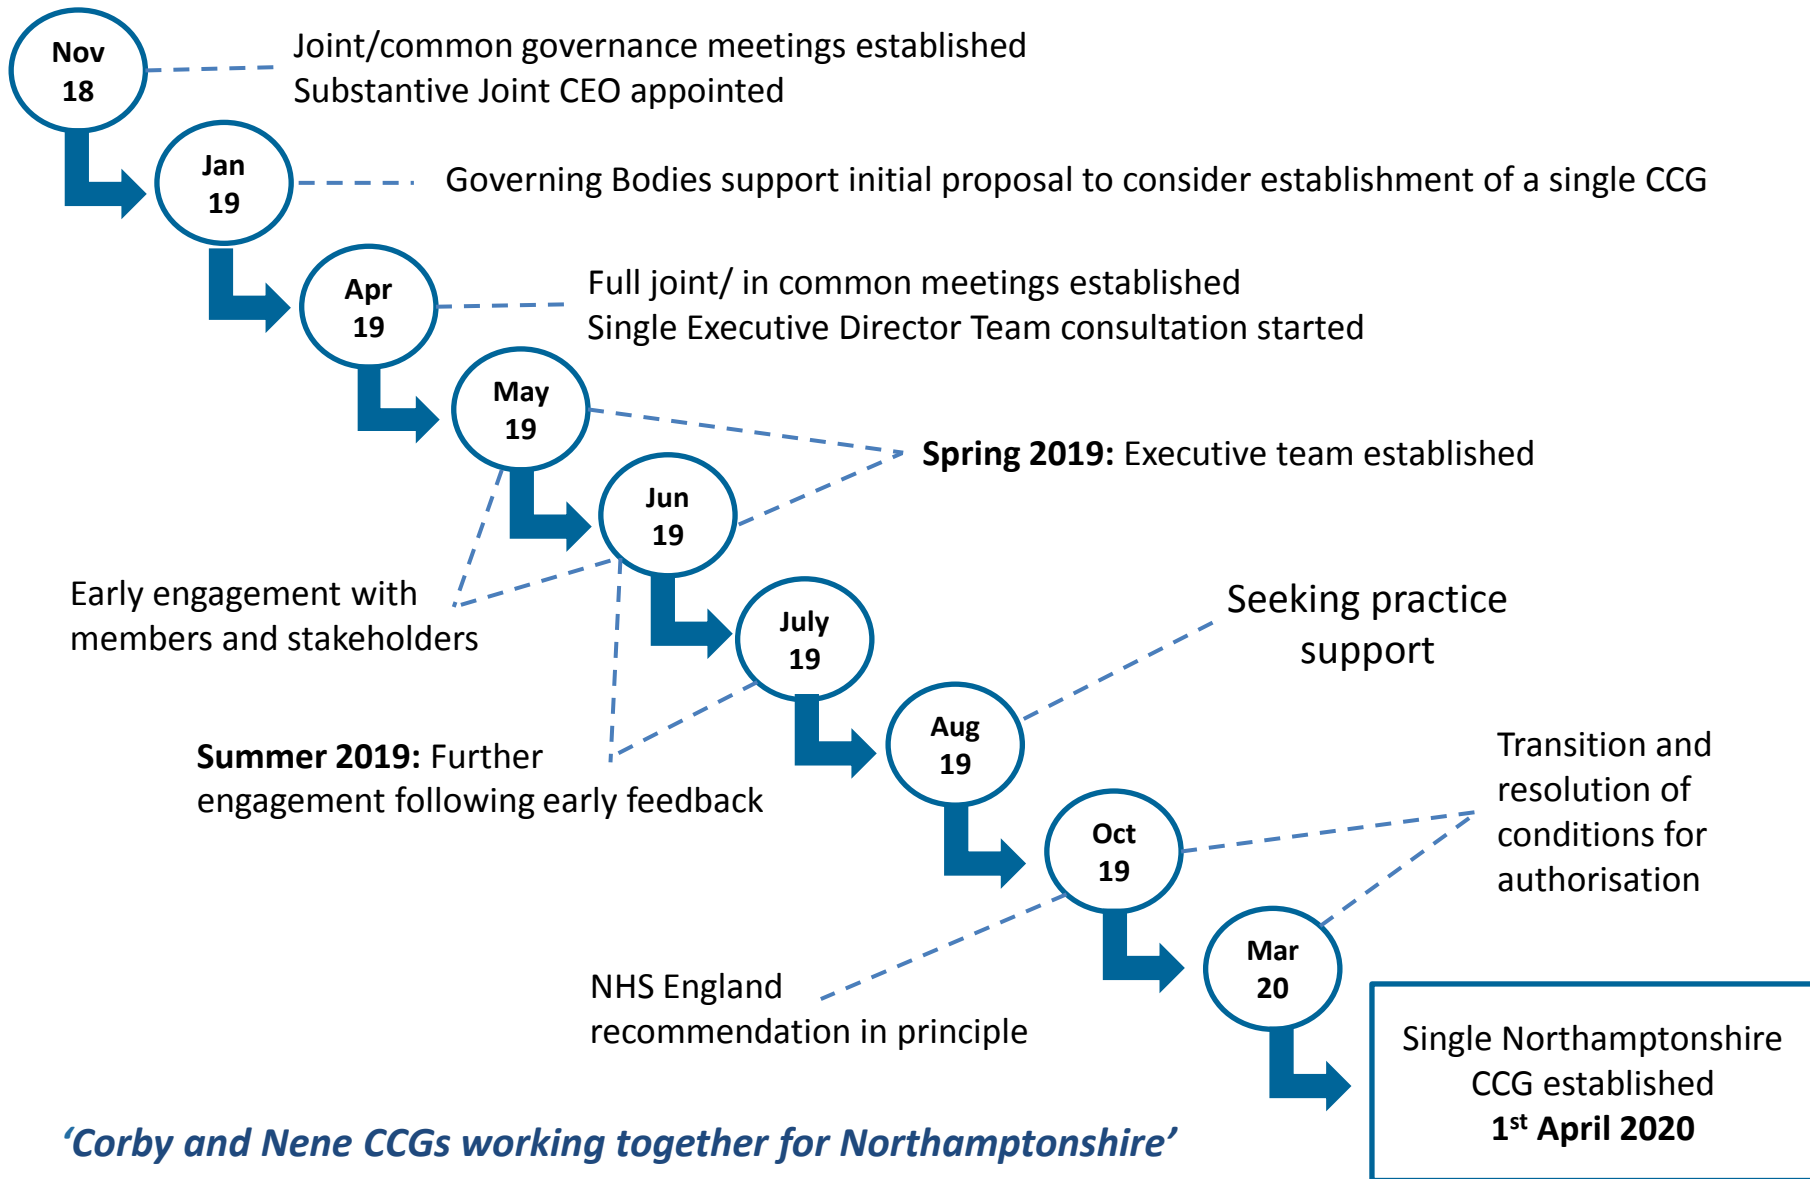 Nov
18
Joint/common governance meetings established
Substantive Joint CEO appointed
Jan
19
Governing Bodies support initial proposal to consider establishment of a single CCG
Apr
19
Full joint/ in common meetings established
Single Executive Director Team consultation started
May
19
Spring 2019: Executive team established
Jun
19
Early engagement with
members and stakeholders
July
19
Seeking practice
support
Summer 2019: Further
engagement following early feedback
Aug
19
Transition and
resolution of
conditions for
authorisation
Oct
19
NHS England
recommendation in principle
Mar
20
Single Northamptonshire
CCG established
1st April 2020
‘Corby and Nene CCGs working together for Northamptonshire’